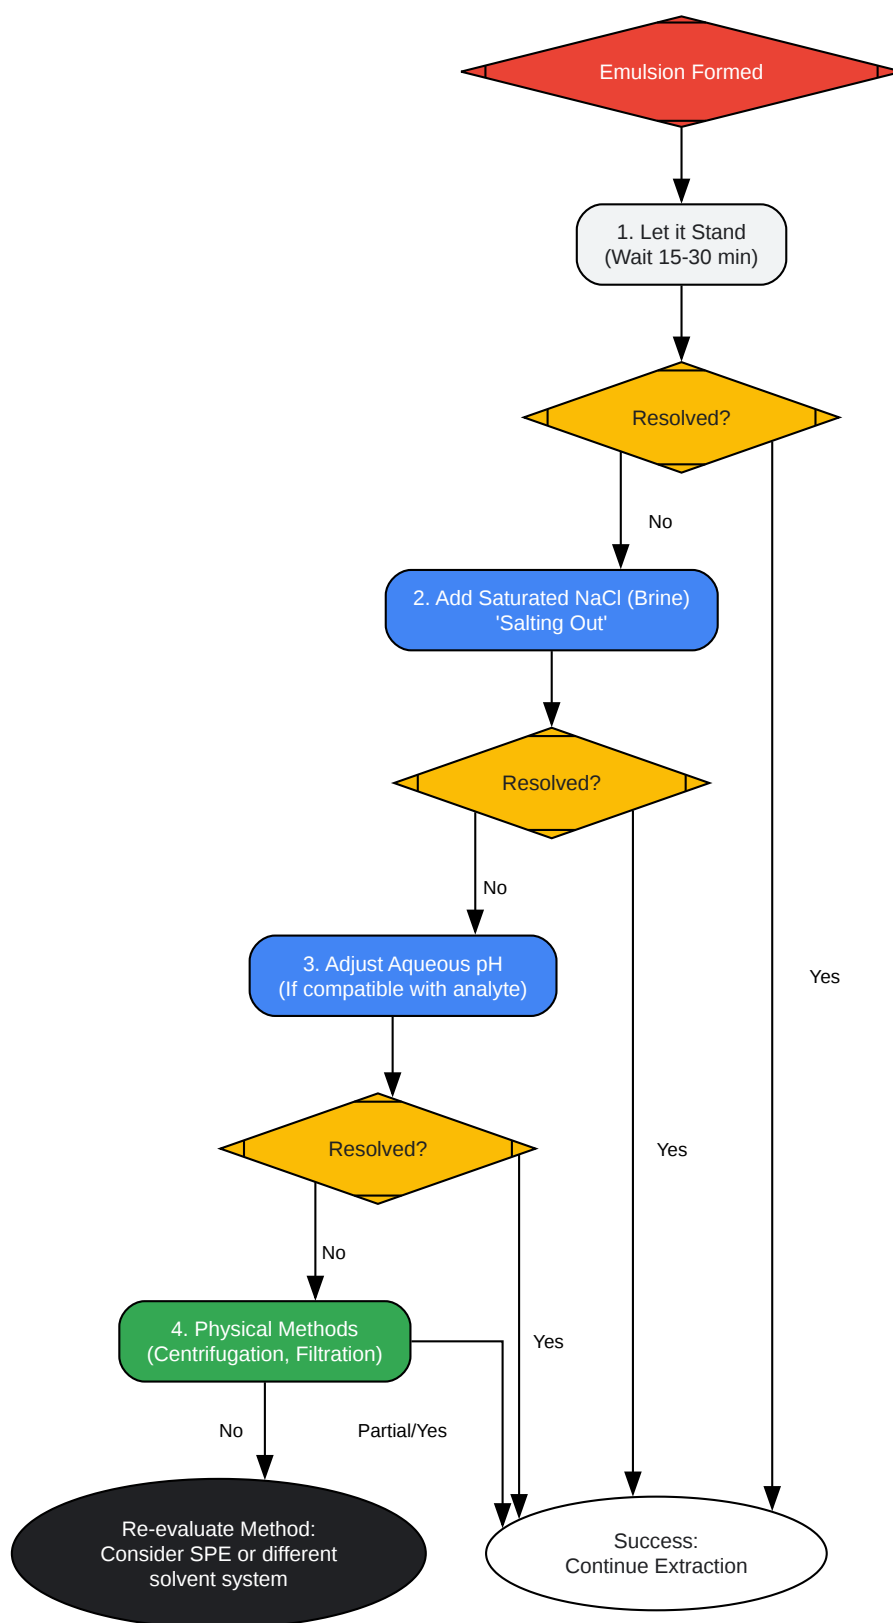 Emulsion Formed
1. Let it Stand
(Wait 15-30 min)
Resolved?
No
2. Add Saturated NaCl (Brine)
'Salting Out'
Resolved?
No
3. Adjust Aqueous pH
(If compatible with analyte)
Yes
Resolved?
Yes
No
4. Physical Methods
(Centrifugation, Filtration)
Yes
No
Partial/Yes
Re-evaluate Method:
Consider SPE or different
solvent system
Success:
Continue Extraction